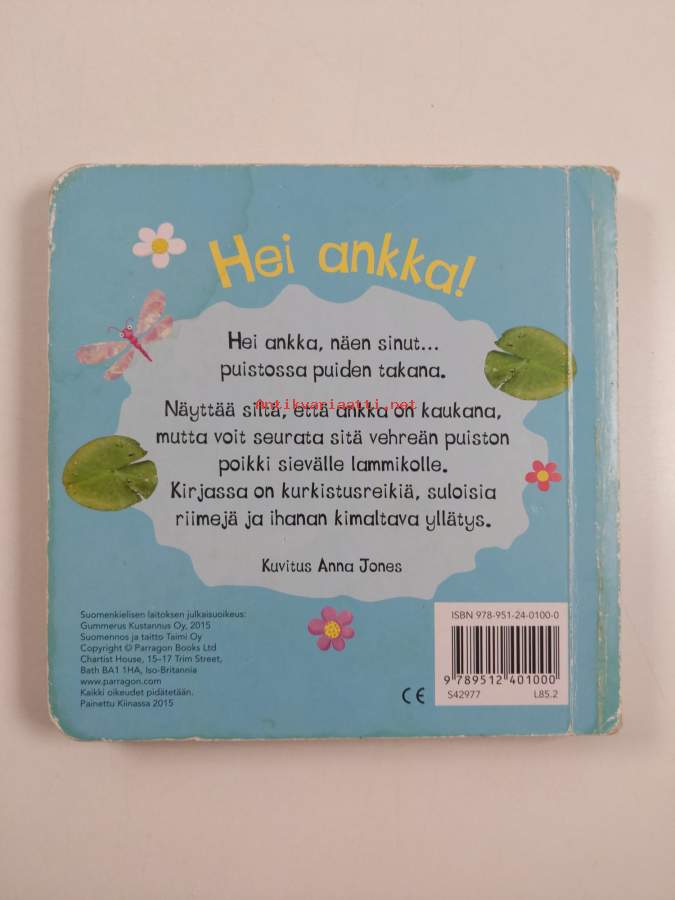 Hei ankka!
Hei ankka, näen sinut...
puistossa puiden takana.
Antikvariaatti.net
Näyttää siltä, että ankka on kaukana,
mutta voit seurata sitä vehreän puiston
poikki sievälle lammikolle.
Kirjassa on kurkistusreikiä, suloisia
riimejä ja ihanan kimaltava yllätys.
Kuvitus Anna Jones
Suomenkielisen laitoksen julkaisuoikeus:
Gummerus Kustannus Oy, 2015
Suomennos ja taitto Taimi Oy
Copyright © Parragon Books Ltd
Chartist House, 15–17 Trim Street,
Bath BA1 1HA, Iso-Britannia
www.parragon.com
Kaikki oikeudet pidätetään.
Painettu Kiinassa 2015
CE
ISBN 978-951-24-0100-0
9 789512 401000
S42977 L85.2